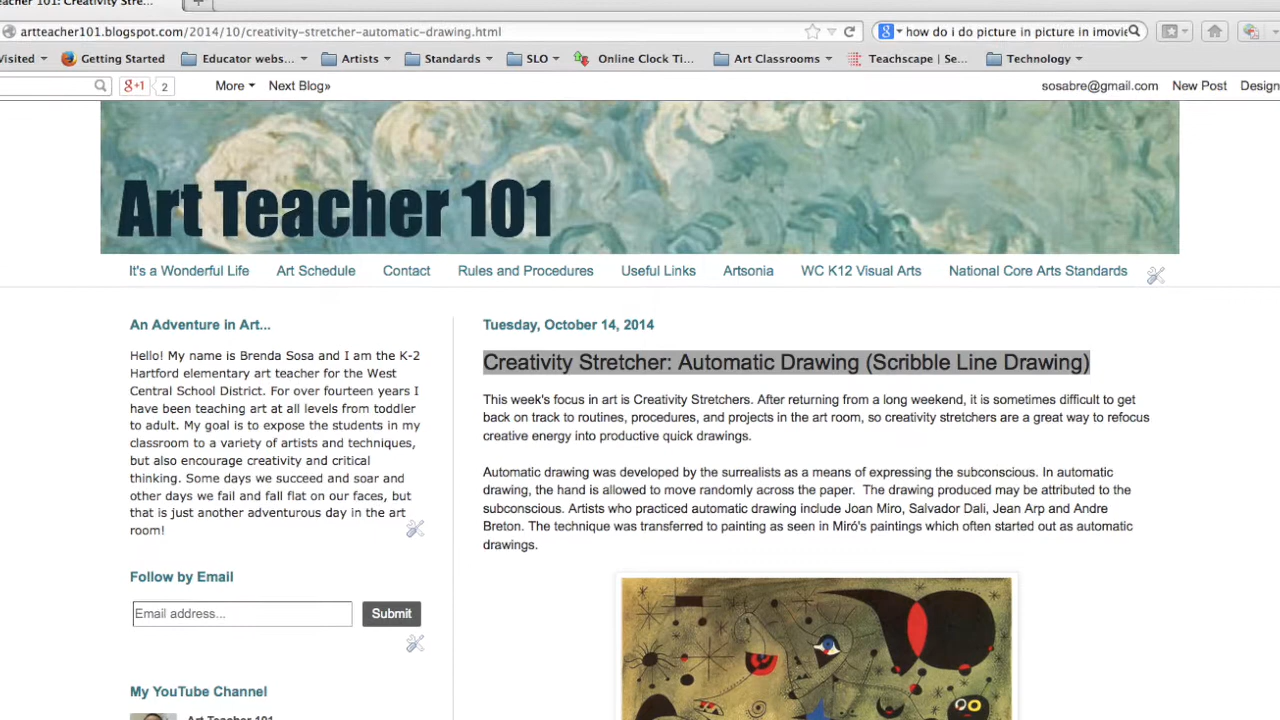 acher 101: Creativity Stre...
artteacher101.blogspot.com/2014/10/creativity-stretcher-automatic-drawing.html
how do i do picture in picture in imovie
Visited
Getting Started
Educator webs...
Artists
Standards
SLO
Online Clock Ti...
Art Classrooms
Teachscape | Se...
Technology
g+1
2
More
Next Blog»
sosabre@gmail.com
New Post
Design
Art Teacher 101
It's a Wonderful Life
Art Schedule
Contact
Rules and Procedures
Useful Links
Artsonia
WC K12 Visual Arts
National Core Arts Standards
An Adventure in Art...
Hello! My name is Brenda Sosa and I am the K-2
Hartford elementary art teacher for the West
Central School District. For over fourteen years I
have been teaching art at all levels from toddler
to adult. My goal is to expose the students in my
classroom to a variety of artists and techniques,
but also encourage creativity and critical
thinking. Some days we succeed and soar and
other days we fail and fall flat on our faces, but
that is just another adventurous day in the art
room!
Follow by Email
Email address...
Submit
My YouTube Channel
Art Teacher 101
Tuesday, October 14, 2014
Creativity Stretcher: Automatic Drawing (Scribble Line Drawing)
This week's focus in art is Creativity Stretchers. After returning from a long weekend, it is sometimes difficult to get
back on track to routines, procedures, and projects in the art room, so creativity stretchers are a great way to refocus
creative energy into productive quick drawings.
Automatic drawing was developed by the surrealists as a means of expressing the subconscious. In automatic
drawing, the hand is allowed to move randomly across the paper. The drawing produced may be attributed to the
subconscious. Artists who practiced automatic drawing include Joan Miro, Salvador Dali, Jean Arp and Andre
Breton. The technique was transferred to painting as seen in Miró's paintings which often started out as automatic
drawings.